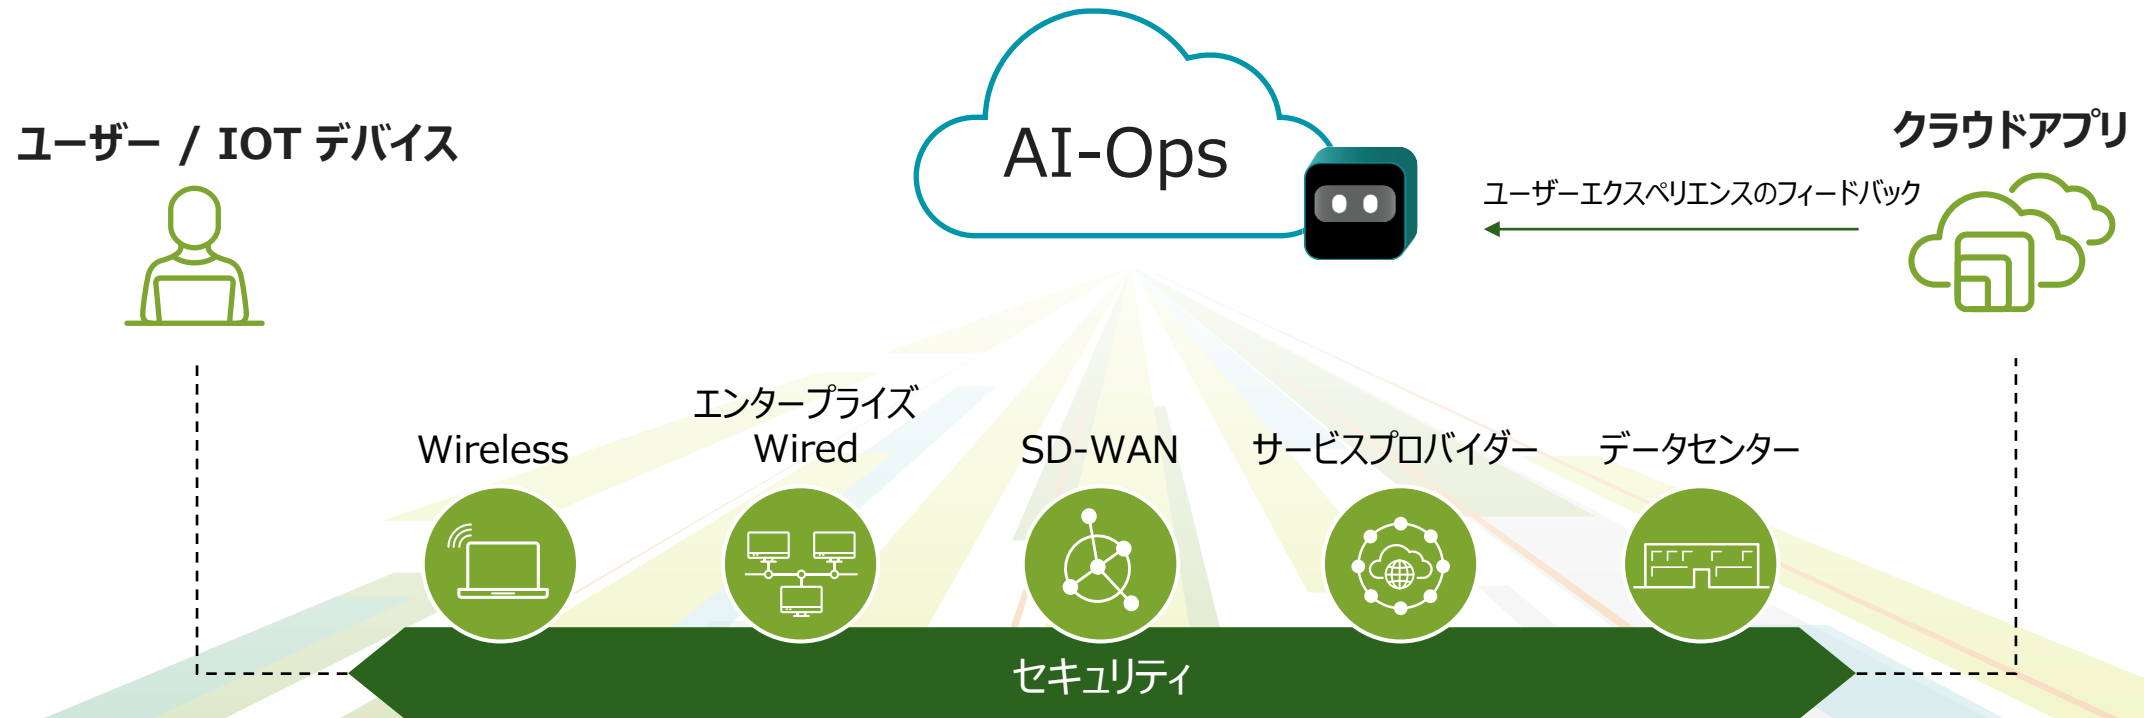 AI-Ops
ユーザー / IOT デバイス
クラウドアプリ
ユーザーエクスペリエンスのフィードバック
Wireless
エンタープライズ
Wired
SD-WAN
サービスプロバイダー
データセンター
セキュリティ